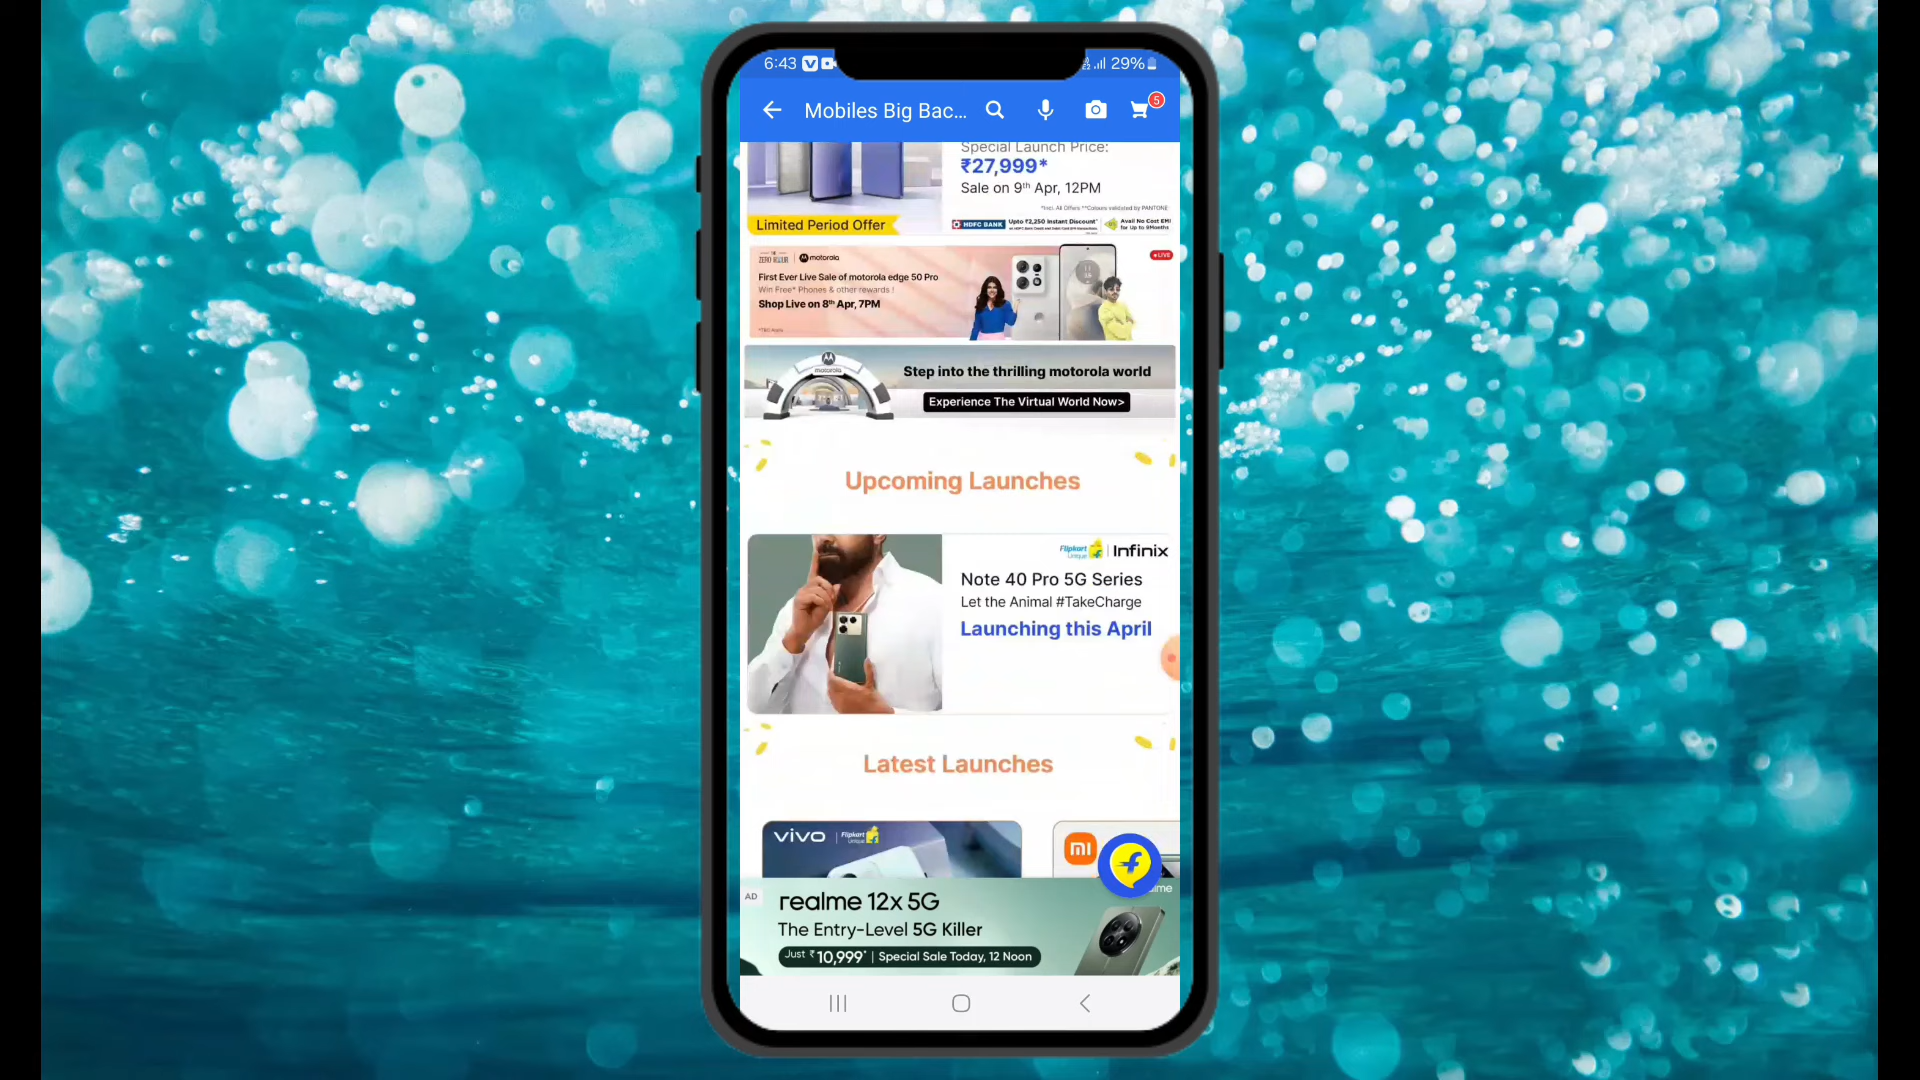 6:43
29%
Mobiles Big Bac...
5
Special Launch Price:
₹27,999*
Sale on 9th Apr, 12PM
*Incl. All Offers **Colours validated by PANTONE
Limited Period Offer
HDFC BANK
Upto ₹2,250 Instant Discount*
Avail No Cost EMI
for Up to 9Months
THE
ZERO HOUR
motorola
LIVE
First Ever Live Sale of motorola edge 50 Pro
Win Free* Phones & other rewards !
Shop Live on 8th Apr, 7PM
*T&C Apply
motorola
Step into the thrilling motorola world
Experience The Virtual World Now>
Upcoming Launches
Flipkart
Unique
Infinix
Note 40 Pro 5G Series
Let the Animal #TakeCharge
Launching this April
Latest Launches
vivo
Flipkart
Unique
mi
AD
realme 12x 5G
The Entry-Level 5G Killer
Just ₹10,999* | Special Sale Today, 12 Noon